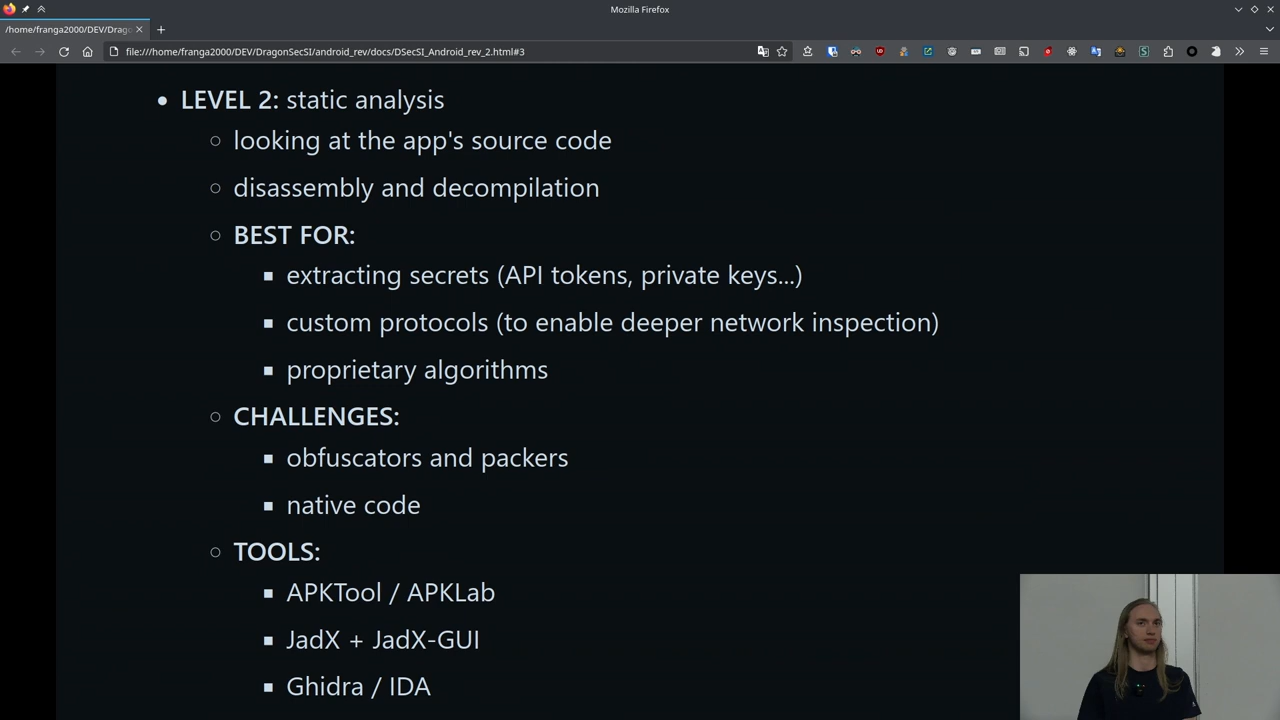 Mozilla Firefox
/home/franga2000/DEV/Drago
file:///home/franga2000/DEV/DragonSecSI/android_rev/docs/DSecSI_Android_rev_2.html#3
LEVEL 2: static analysis
looking at the app's source code
disassembly and decompilation
BEST FOR:
extracting secrets (API tokens, private keys...)
custom protocols (to enable deeper network inspection)
proprietary algorithms
CHALLENGES:
obfuscators and packers
native code
TOOLS:
APKTool / APKLab
JadX + JadX-GUI
Ghidra / IDA